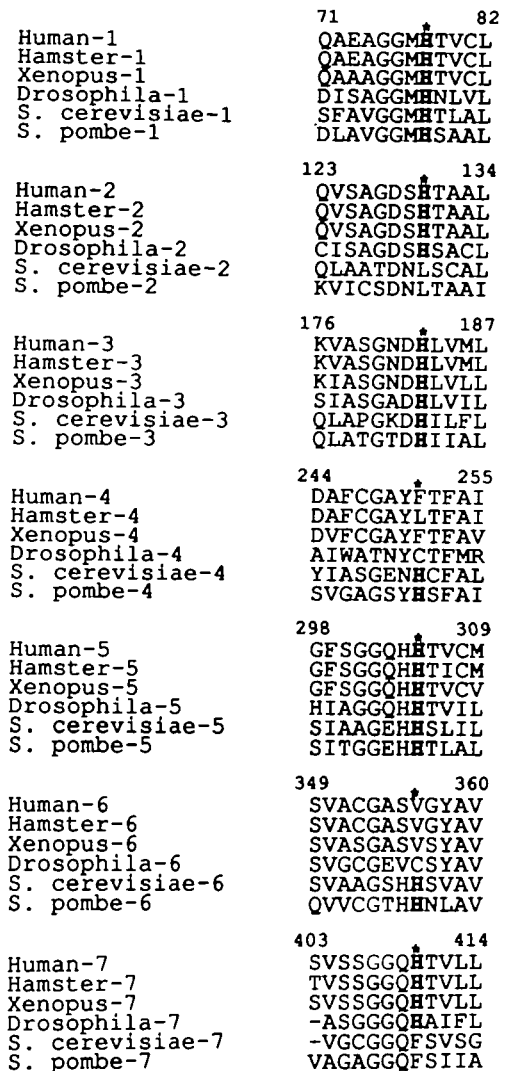 71 82
Human-1 QAEAGGMHTVCL
Hamster-1 QAEAGGMHTVCL
Xenopus-1 QAAAGGMHTVCL
Drosophila-1 DISAGGMHNLVL
S. cerevisiae-1 SFAVGGMHTLAL
S. pombe-1 DLAVGGMHSAAL
123 134
Human-2 QVSAGDSHTAAL
Hamster-2 QVSAGDSHTAAL
Xenopus-2 QVSAGDSHTAAL
Drosophila-2 CISAGDSHSACL
S. cerevisiae-2 QLAATDNLSCAL
S. pombe-2 KVICSDNLTAAI
176 187
Human-3 KVASGNDHLVML
Hamster-3 KVASGNDHLVML
Xenopus-3 KIASGNDHLVLL
Drosophila-3 SIASGADHLVIL
S. cerevisiae-3 QLAPGKDHILFL
S. pombe-3 QLATGTDHIIAL
244 255
Human-4 DAFCGAYFTFAI
Hamster-4 DAFCGAYLTFAI
Xenopus-4 DVFCGAYFTFAV
Drosophila-4 AIWATNYCTFMR
S. cerevisiae-4 YIASGENHCFAL
S. pombe-4 SVGAGSYHSFAI
298 309
Human-5 GFSGGQHHTVCM
Hamster-5 GFSGGQHHTICM
Xenopus-5 GFSGGQHHTVCV
Drosophila-5 HIAGGQHHTVIL
S. cerevisiae-5 SIAAGEHHSLIL
S. pombe-5 SITGGEHHTLAL
349 360
Human-6 SVACGASVGYAV
Hamster-6 SVACGASVGYAV
Xenopus-6 SVASGASVSYAV
Drosophila-6 SVGCGEVCSYAV
S. cerevisiae-6 SVAAGSHHSVAV
S. pombe-6 QVVCGTHHNLAV
403 414
Human-7 SVSSGGQHTVLL
Hamster-7 TVSSGGQHTVLL
Xenopus-7 SVSSGGQHTVLL
Drosophila-7 -ASGGGQHAIFL
S. cerevisiae-7 -VGCGGQFSVSG
S. pombe-7 VAGAGGQFSIIA